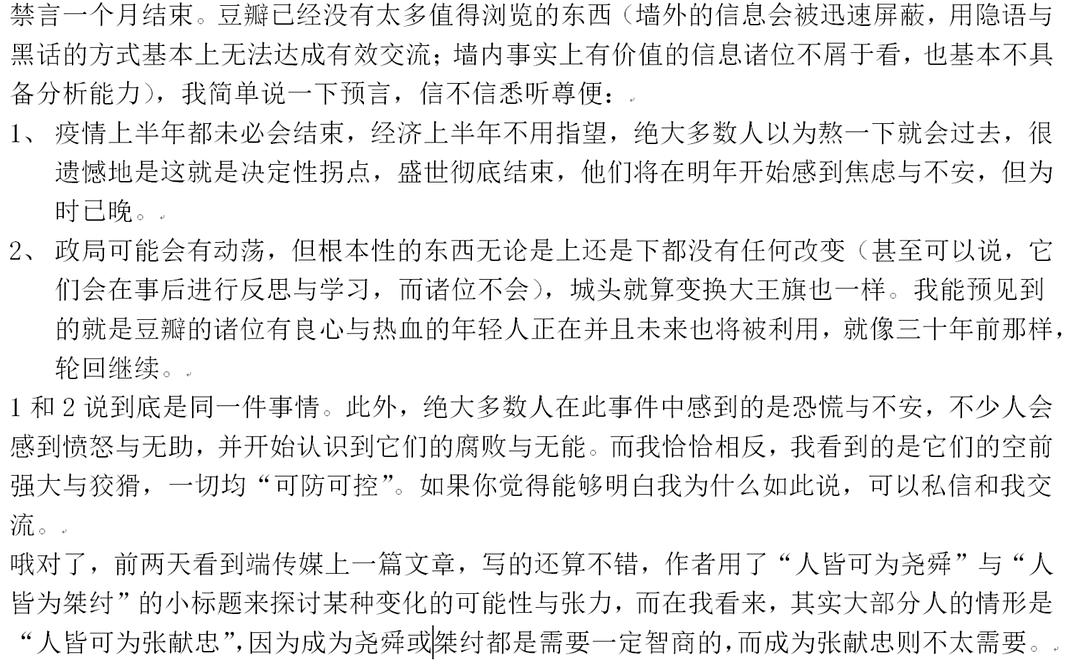 禁言一个月结束。豆瓣已经没有太多值得浏览的东西（墙外的信息会被迅速屏蔽，用隐语与
黑话的方式基本上无法达成有效交流；墙内事实上有价值的信息诸位不屑于看，也基本不具
备分析能力），我简单说一下预言，信不信悉听尊便：
1、 疫情上半年都未必会结束，经济上半年不用指望，绝大多数人以为熬一下就会过去，很
遗憾地是这就是决定性拐点，盛世彻底结束，他们将在明年开始感到焦虑与不安，但为
时已晚。
2、 政局可能会有动荡，但根本性的东西无论是上还是下都没有任何改变（甚至可以说，它
们会在事后进行反思与学习，而诸位不会），城头就算变换大王旗也一样。我能预见到
的就是豆瓣的诸位有良心与热血的年轻人正在并且未来也将被利用，就像三十年前那样，
轮回继续。
1 和 2 说到底是同一件事情。此外，绝大多数人在此事件中感到的是恐慌与不安，不少人会
感到愤怒与无助，并开始认识到它们的腐败与无能。而我恰恰相反，我看到的是它们的空前
强大与狡猾，一切均“可防可控”。如果你觉得能够明白我为什么如此说，可以私信和我交
流。
哦对了，前两天看到端传媒上一篇文章，写的还算不错，作者用了“人皆可为尧舜”与“人
皆为桀纣”的小标题来探讨某种变化的可能性与张力，而在我看来，其实大部分人的情形是
“人皆可为张献忠”，因为成为尧舜或桀纣都是需要一定智商的，而成为张献忠则不太需要。